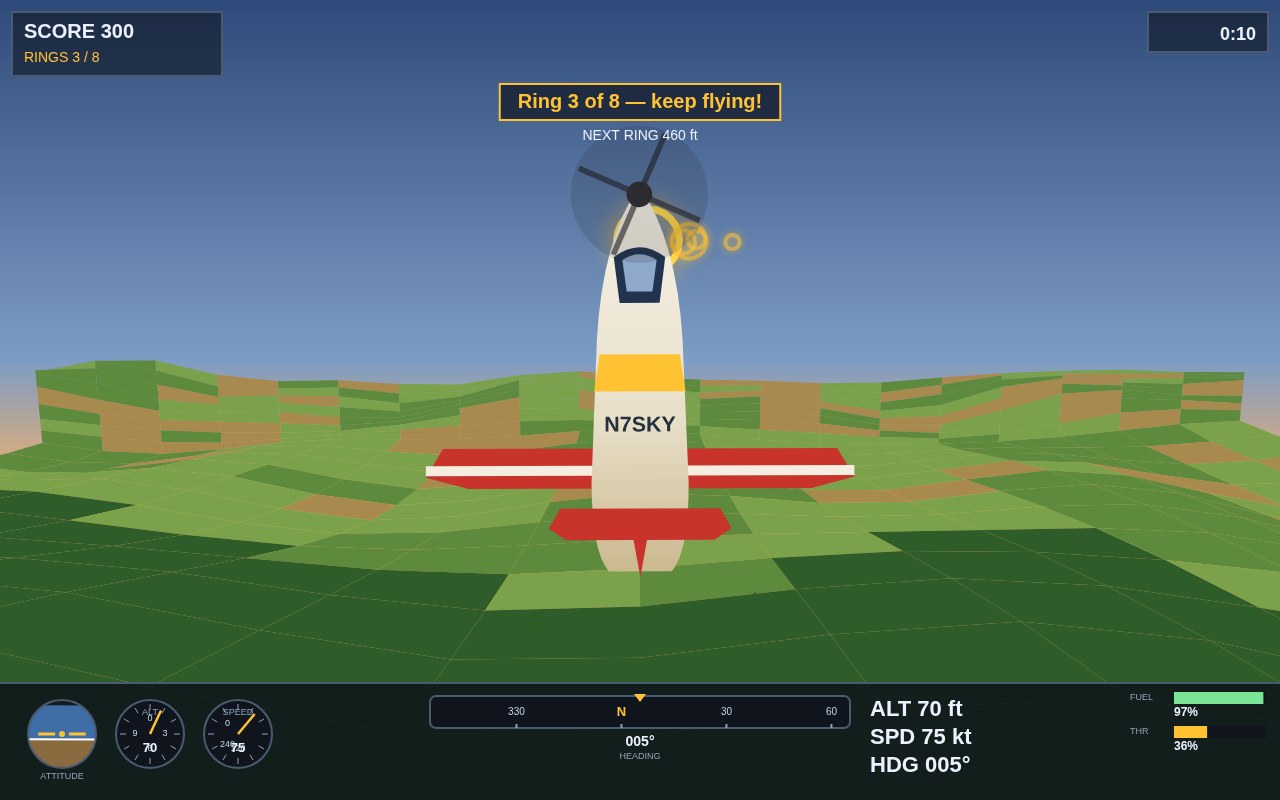 SCORE 300
RINGS 3 / 8
0:10
Ring 3 of 8 — keep flying!
NEXT RING 460 ft
N7SKY
ATTITUDE
ALT
0
9 3
70
SPEED
0
240
75
330 N 30 60
005°
HEADING
ALT 70 ft
SPD 75 kt
HDG 005°
FUEL
97%
THR
36%